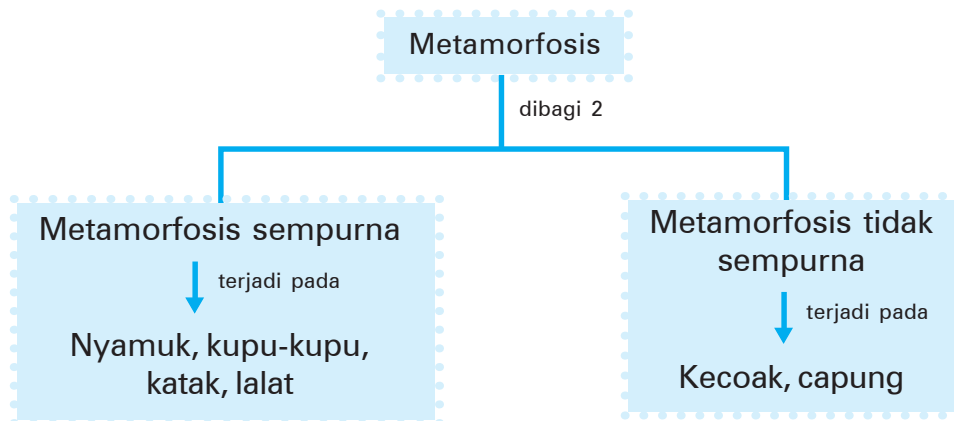 Metamorfosis
dibagi 2
Metamorfosis sempurna
terjadi pada
Nyamuk, kupu-kupu,
katak, lalat
Metamorfosis tidak
sempurna
terjadi pada
Kecoak, capung